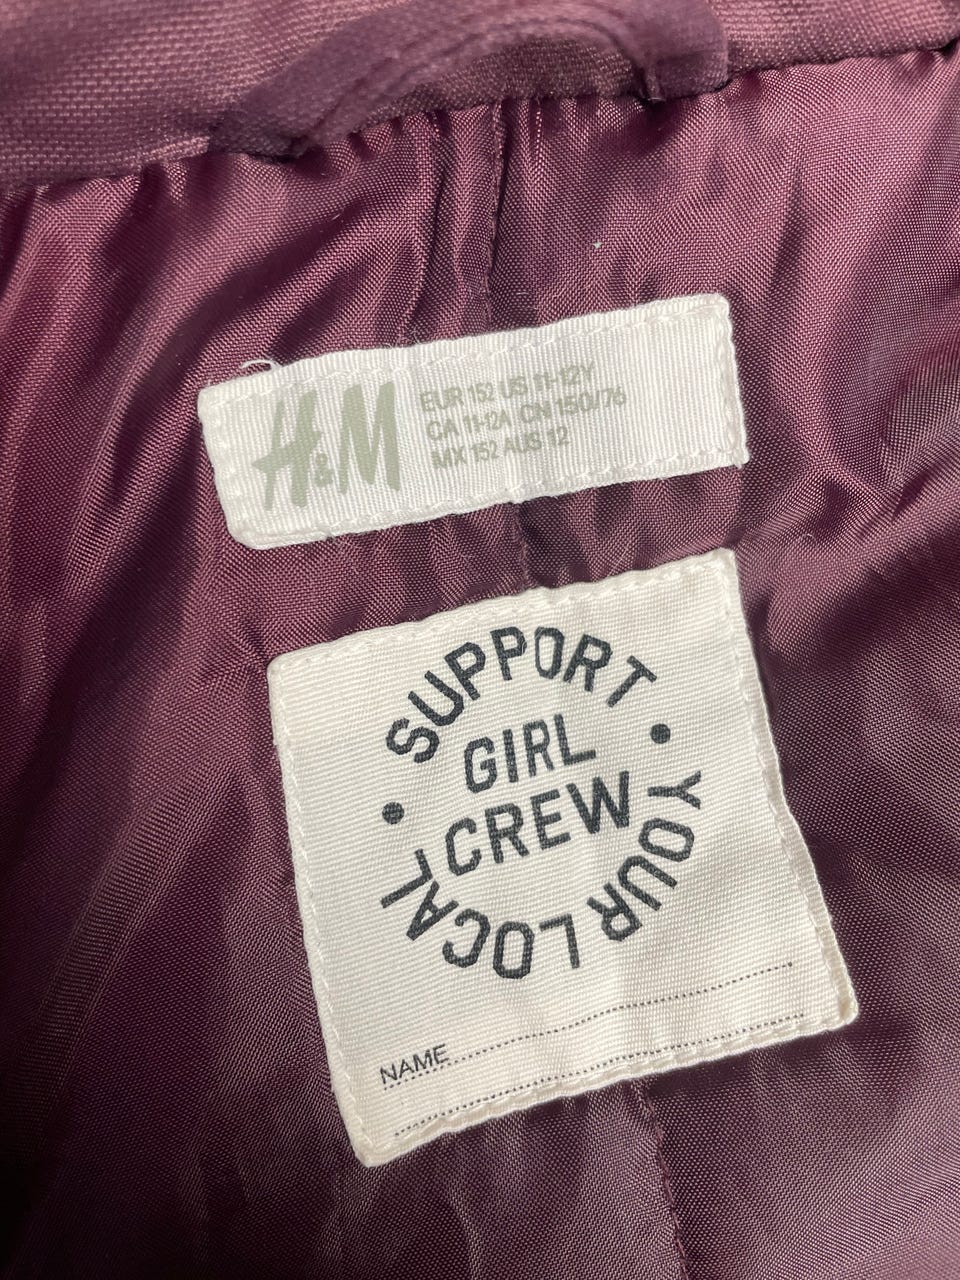 H&M
EUR 152 US 11-12Y
CA 11-12A CN 150/76
MX 152 AUS 12
SUPPORT • YOUR LOCAL •
GIRL
CREW
NAME